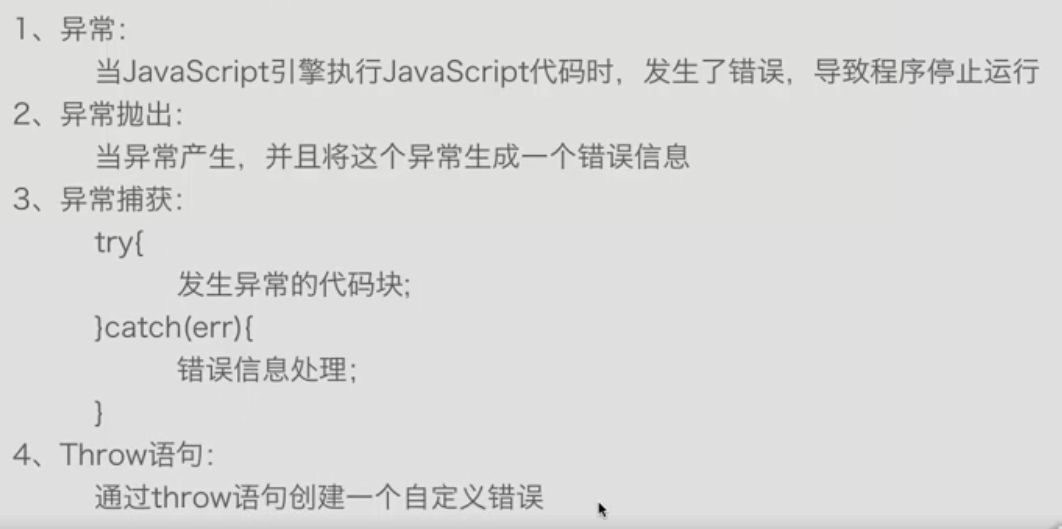 1、异常：
当JavaScript引擎执行JavaScript代码时，发生了错误，导致程序停止运行
2、异常抛出：
当异常产生，并且将这个异常生成一个错误信息
3、异常捕获：
try{
发生异常的代码块;
}catch(err){
错误信息处理;
}
4、Throw语句：
通过throw语句创建一个自定义错误